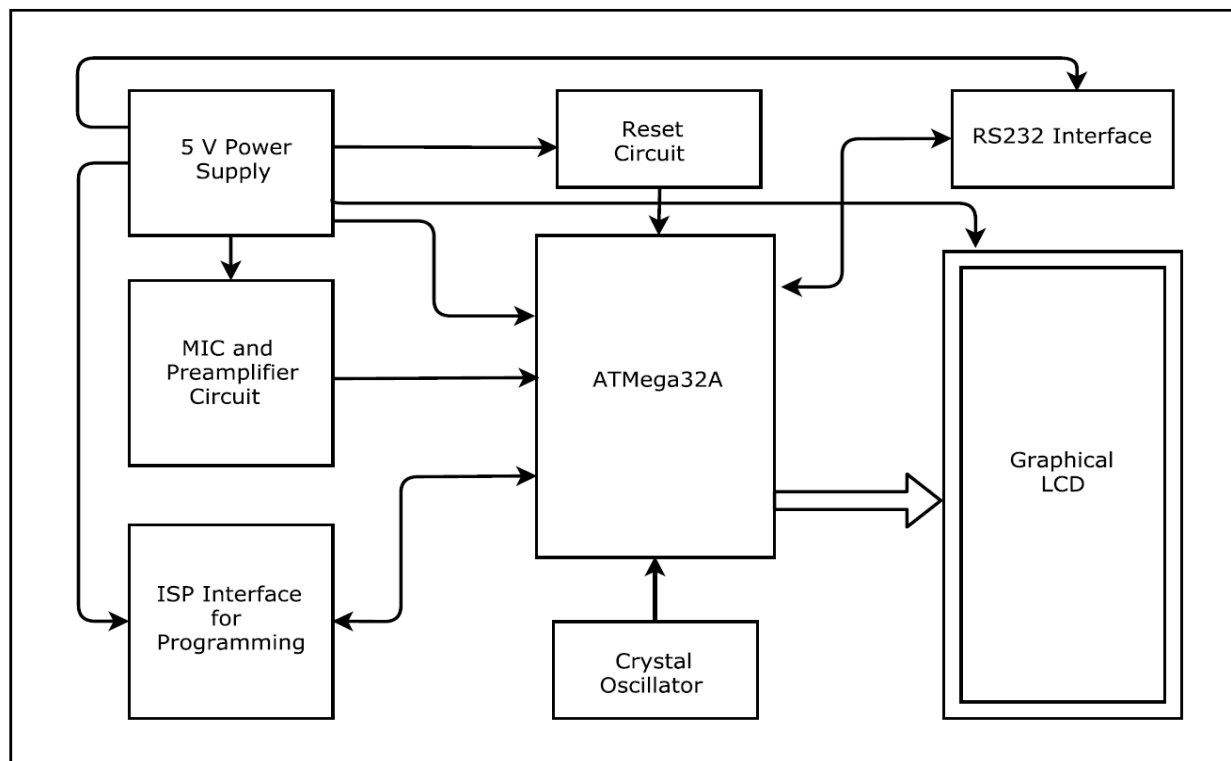 5 V Power
Supply
Reset
Circuit
RS232 Interface
MIC and
Preamplifier
Circuit
ATMega32A
Graphical
LCD
ISP Interface
for
Programming
Crystal
Oscillator